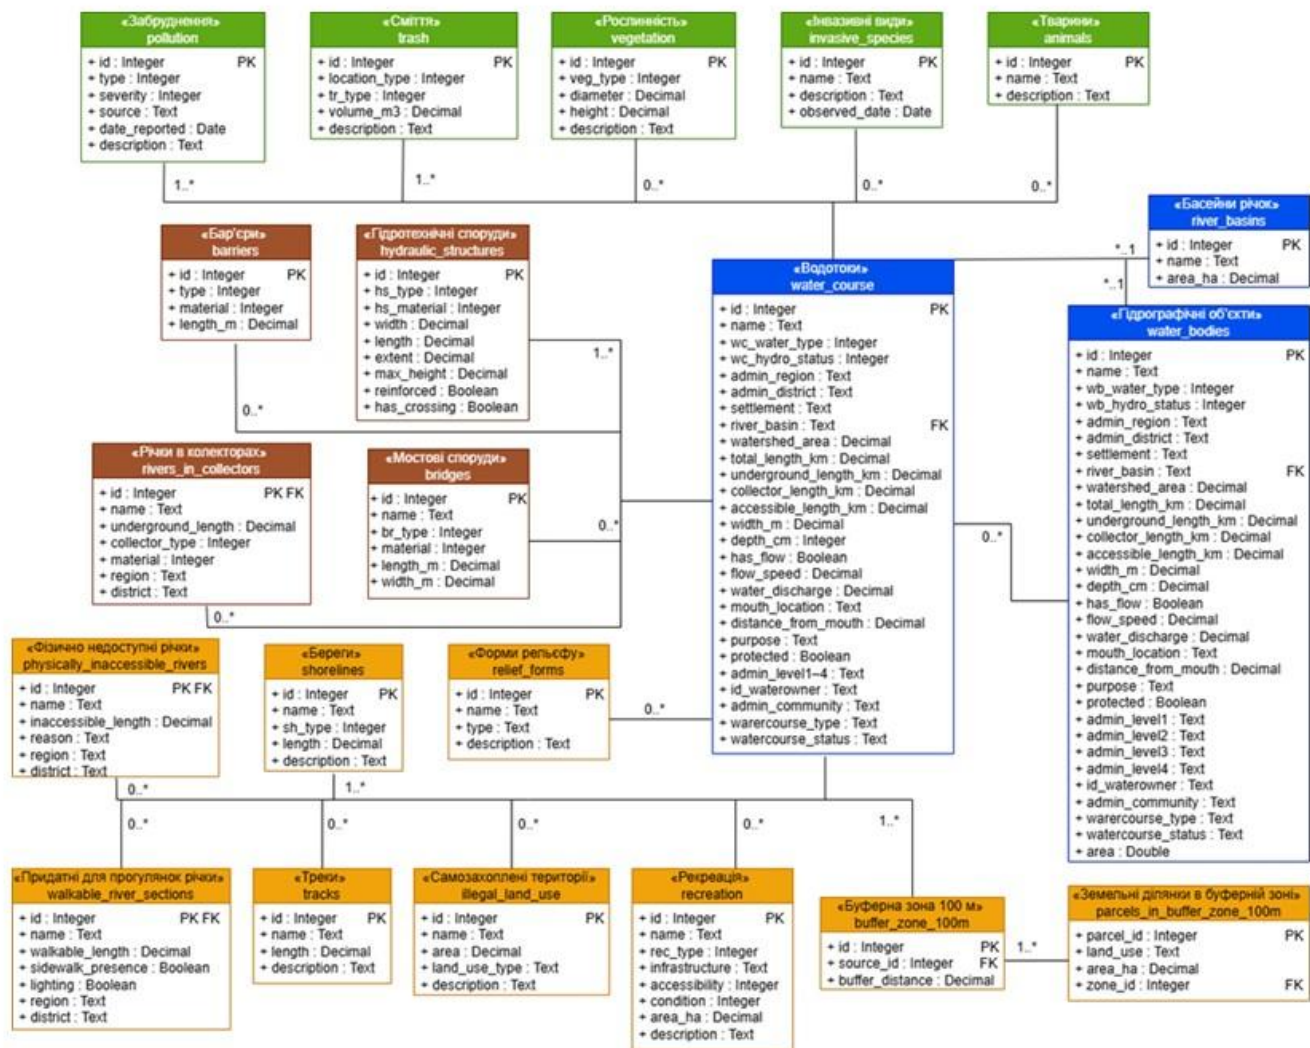 «Забруднення»
pollution
+ id : Integer PK
+ type : Integer
+ severity : Integer
+ source : Text
+ date_reported : Date
+ description : Text
1..*
«Сміття»
trash
+ id : Integer PK
+ location_type : Integer
+ tr_type : Integer
+ volume_m3 : Decimal
+ description : Text
1..*
«Рослинність»
vegetation
+ id : Integer PK
+ veg_type : Integer
+ diameter : Decimal
+ height : Decimal
+ description : Text
0..*
«Інвазивні види»
invasive_species
+ id : Integer PK
+ name : Text
+ description : Text
+ observed_date : Date
0..*
«Тварини»
animals
+ id : Integer PK
+ name : Text
+ description : Text
0..*
«Бар'єри»
barriers
+ id : Integer PK
+ type : Integer
+ material : Integer
+ length_m : Decimal
0..*
«Гідротехнічні споруди»
hydraulic_structures
+ id : Integer PK
+ hs_type : Integer
+ hs_material : Integer
+ width : Decimal
+ length : Decimal
+ extent : Decimal
+ max_height : Decimal
+ reinforced : Boolean
+ has_crossing : Boolean
1..*
«Басейни річок»
river_basins
+ id : Integer PK
+ name : Text
+ area_ha : Decimal
*..1
*..1
«Водотоки»
water_course
+ id : Integer PK
+ name : Text
+ wc_water_type : Integer
+ wc_hydro_status : Integer
+ admin_region : Text
+ admin_district : Text
+ settlement : Text
+ river_basin : Text FK
+ watershed_area : Decimal
+ total_length_km : Decimal
+ underground_length_km : Decimal
+ collector_length_km : Decimal
+ accessible_length_km : Decimal
+ width_m : Decimal
+ depth_cm : Integer
+ has_flow : Boolean
+ flow_speed : Decimal
+ water_discharge : Decimal
+ mouth_location : Text
+ distance_from_mouth : Decimal
+ purpose : Text
+ protected : Boolean
+ admin_level1–4 : Text
+ id_waterowner : Text
+ admin_community : Text
+ warercourse_type : Text
+ watercourse_status : Text
0..*
«Гідрографічні об'єкти»
water_bodies
+ id : Integer PK
+ name : Text
+ wb_water_type : Integer
+ wb_hydro_status : Integer
+ admin_region : Text
+ admin_district : Text
+ settlement : Text
+ river_basin : Text FK
+ watershed_area : Decimal
+ total_length_km : Decimal
+ underground_length_km : Decimal
+ collector_length_km : Decimal
+ accessible_length_km : Decimal
+ width_m : Decimal
+ depth_cm : Decimal
+ has_flow : Boolean
+ flow_speed : Decimal
+ water_discharge : Decimal
+ mouth_location : Text
+ distance_from_mouth : Decimal
+ purpose : Text
+ protected : Boolean
+ admin_level1 : Text
+ admin_level2 : Text
+ admin_level3 : Text
+ admin_level4 : Text
+ id_waterowner : Text
+ admin_community : Text
+ warercourse_type : Text
+ watercourse_status : Text
+ area : Double
«Річки в колекторах»
rivers_in_collectors
+ id : Integer PK FK
+ name : Text
+ underground_length : Decimal
+ collector_type : Integer
+ material : Integer
+ region : Text
+ district : Text
0..*
«Мостові споруди»
bridges
+ id : Integer PK
+ name : Text
+ br_type : Integer
+ material : Integer
+ length_m : Decimal
+ width_m : Decimal
0..*
«Фізично недоступні річки»
physically_inaccessible_rivers
+ id : Integer PK FK
+ name : Text
+ inaccessible_length : Decimal
+ reason : Text
+ region : Text
+ district : Text
0..*
«Береги»
shorelines
+ id : Integer PK
+ name : Text
+ sh_type : Integer
+ length : Decimal
+ description : Text
1..*
«Форми рельєфу»
relief_forms
+ id : Integer PK
+ name : Text
+ type : Text
+ description : Text
0..*
0..*
0..*
0..*
0..*
1..*
«Придатні для прогулянок річки»
walkable_river_sections
+ id : Integer PK FK
+ name : Text
+ walkable_length : Decimal
+ sidewalk_presence : Boolean
+ lighting : Boolean
+ region : Text
+ district : Text
«Треки»
tracks
+ id : Integer PK
+ name : Text
+ length : Decimal
+ description : Text
«Самозахоплені території»
illegal_land_use
+ id : Integer PK
+ name : Text
+ area : Decimal
+ land_use_type : Text
+ description : Text
«Рекреація»
recreation
+ id : Integer PK
+ name : Text
+ rec_type : Integer
+ infrastructure : Text
+ accessibility : Integer
+ condition : Integer
+ area_ha : Decimal
+ description : Text
«Буферна зона 100 м»
buffer_zone_100m
+ id : Integer PK
+ source_id : Integer FK
+ buffer_distance : Decimal
1..*
«Земельні ділянки в буферній зоні»
parcels_in_buffer_zone_100m
+ parcel_id : Integer PK
+ land_use : Text
+ area_ha : Decimal
+ zone_id : Integer FK